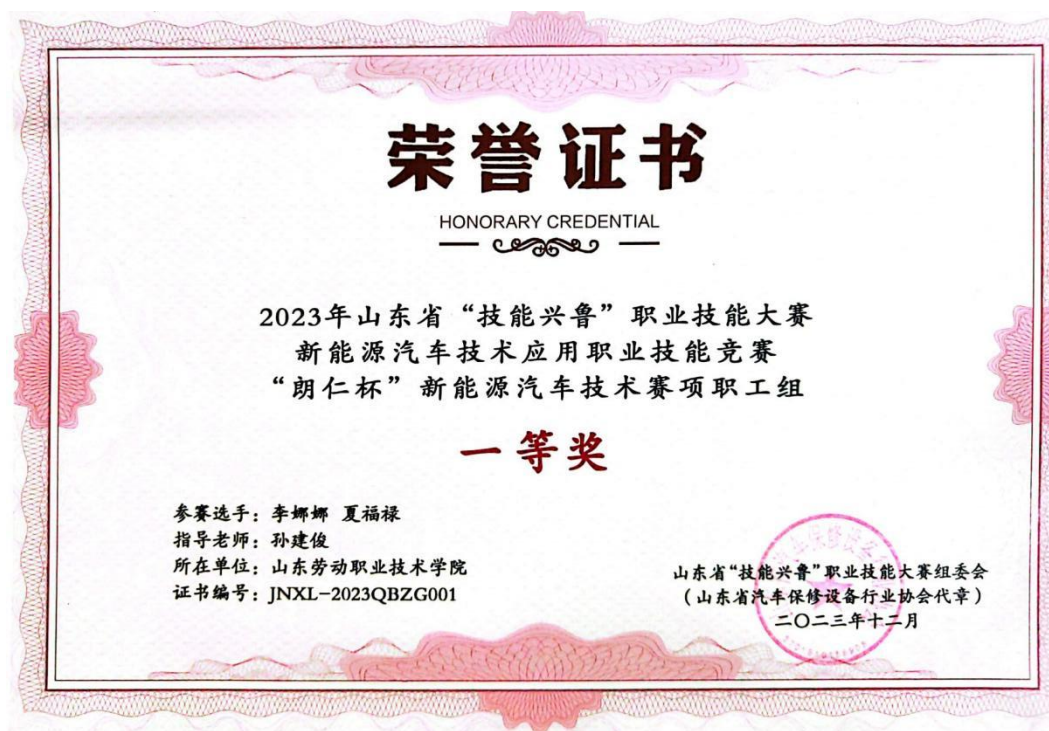 荣誉证书
HONORARY CREDENTIAL
2023年山东省“技能兴鲁”职业技能大赛
新能源汽车技术应用职业技能竞赛
“朗仁杯”新能源汽车技术赛项职工组
一等奖
参赛选手：李娜娜 夏福禄
指导老师：孙建俊
所在单位：山东劳动职业技术学院
证书编号：JNXL-2023QBZG001
山东省“技能兴鲁”职业技能大赛组委会
（山东省汽车保修设备行业协会代章）
二〇二三年十二月